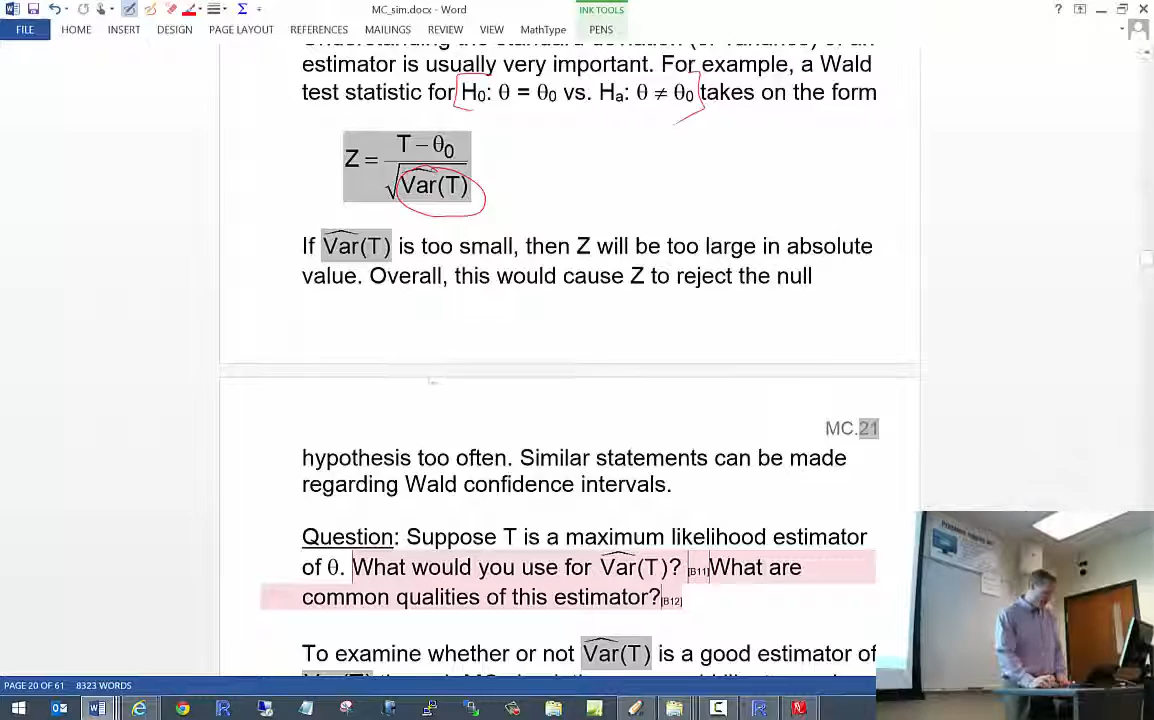 MC_sim.docx - Word
INK TOOLS
FILE HOME INSERT DESIGN PAGE LAYOUT REFERENCES MAILINGS REVIEW VIEW MathType PENS
estimator is usually very important. For example, a Wald
test statistic for H₀: θ = θ₀ vs. Hₐ: θ ≠ θ₀ takes on the form
Z = T − θ₀
√Var(T)
If Var(T) is too small, then Z will be too large in absolute
value. Overall, this would cause Z to reject the null
MC.21
hypothesis too often. Similar statements can be made
regarding Wald confidence intervals.
Question: Suppose T is a maximum likelihood estimator
of θ. What would you use for Var(T)? [B11]What are
common qualities of this estimator?[B12]
To examine whether or not Var(T) is a good estimator of
PAGE 20 OF 61 8323 WORDS